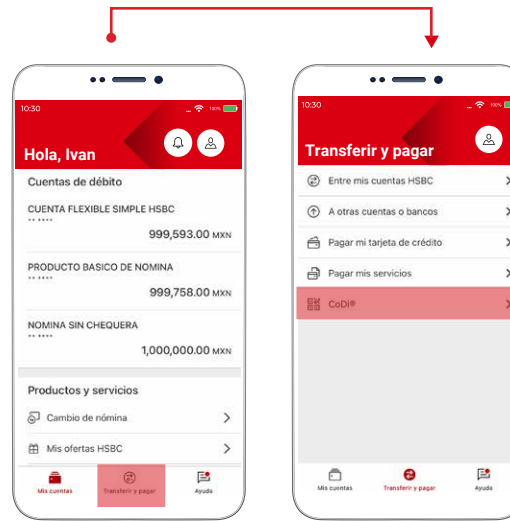 10:30
100%
Hola, Ivan
Cuentas de débito
CUENTA FLEXIBLE SIMPLE HSBC
•• ••••
999,593.00 MXN
PRODUCTO BASICO DE NOMINA
•• ••••
999,758.00 MXN
NOMINA SIN CHEQUERA
•• ••••
1,000,000.00 MXN
Productos y servicios
Cambio de nómina
Mis ofertas HSBC
Mis cuentas
Transferir y pagar
Ayuda
10:30
100%
Transferir y pagar
Entre mis cuentas HSBC
A otras cuentas o bancos
Pagar mi tarjeta de crédito
Pagar mis servicios
CoDi®
Mis cuentas
Transferir y pagar
Ayuda